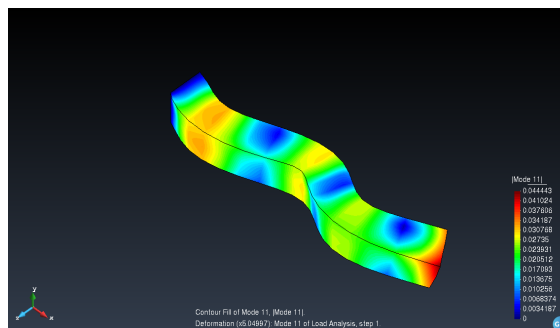 |Mode 11|
0.044443
0.041024
0.037606
0.034187
0.030768
0.02735
0.023931
0.020512
0.017093
0.013675
0.010256
0.0068374
0.0034187
0
y
z
x
Contour Fill of Mode 11, |Mode 11|.
Deformation (x5.04997): Mode 11 of Load Analysis, step 1